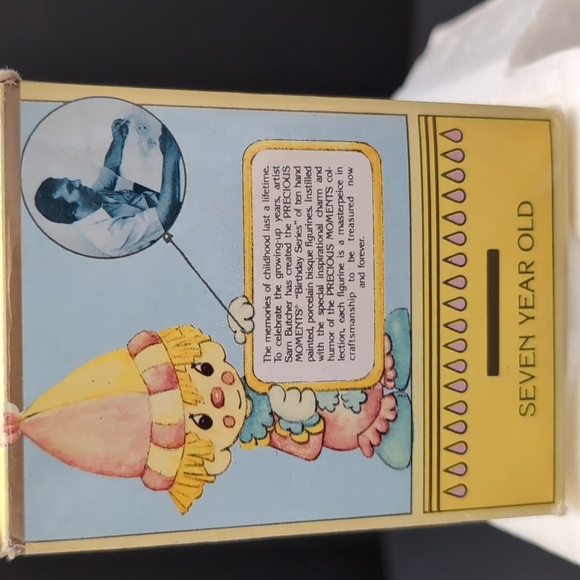 The memories of childhood last a lifetime.
To celebrate the growing-up years, artist
Sam Butcher has created the PRECIOUS
MOMENTS® "Birthday Series" of ten hand
painted, porcelain bisque figurines. Instilled
with the special inspirational charm and
humor of the PRECIOUS MOMENTS col-
lection, each figurine is a masterpeice in
craftsmanship to be treasured now
and forever.
SEVEN YEAR OLD